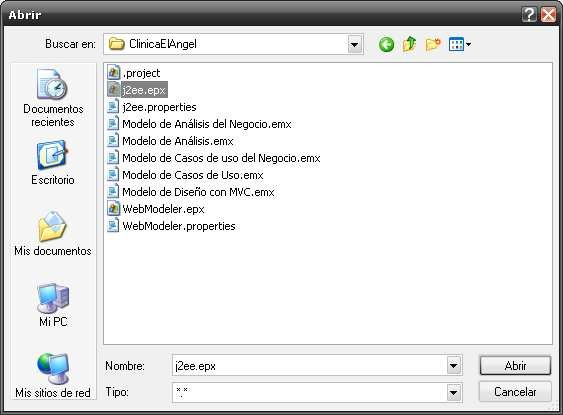 Abrir
Buscar en: ClinicaElAngel
.project
j2ee.epx
j2ee.properties
Modelo de Análisis del Negocio.emx
Modelo de Análisis.emx
Modelo de Casos de uso del Negocio.emx
Modelo de Casos de Uso.emx
Modelo de Diseño con MVC.emx
WebModeler.epx
WebModeler.properties
Documentos
recientes
Escritorio
Mis documentos
Mi PC
Mis sitios de red
Nombre: j2ee.epx Abrir
Tipo: *.* Cancelar